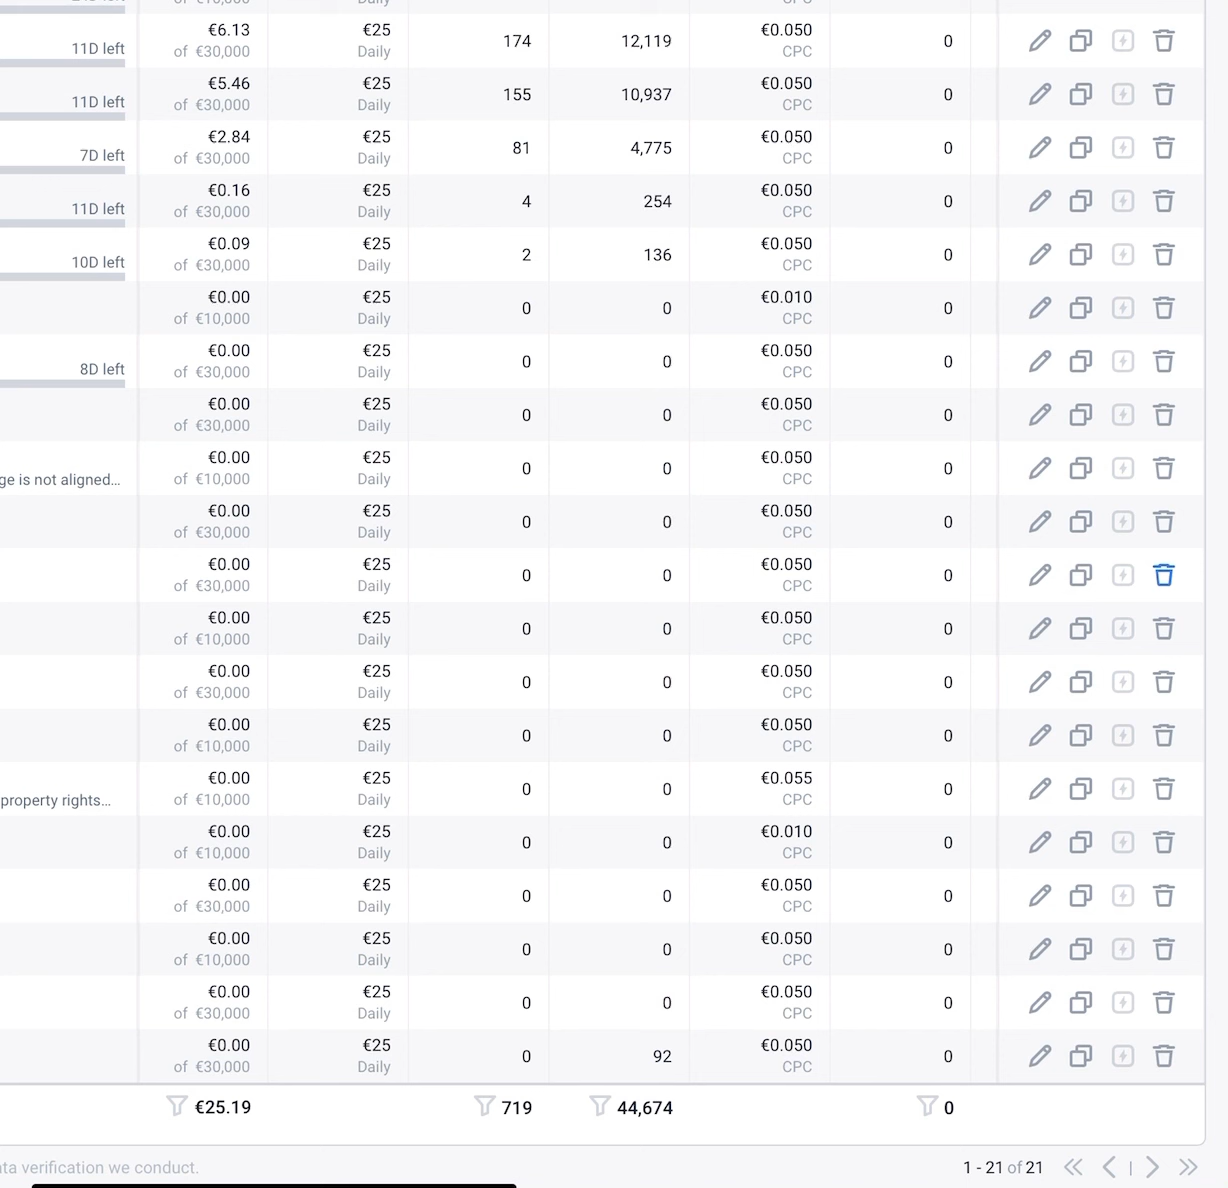 11D left €6.13 €25 174 12,119 €0.050 0
of €30,000 Daily CPC
11D left €5.46 €25 155 10,937 €0.050 0
of €30,000 Daily CPC
7D left €2.84 €25 81 4,775 €0.050 0
of €30,000 Daily CPC
11D left €0.16 €25 4 254 €0.050 0
of €30,000 Daily CPC
10D left €0.09 €25 2 136 €0.050 0
of €30,000 Daily CPC
€0.00 €25 0 0 €0.010 0
of €10,000 Daily CPC
8D left €0.00 €25 0 0 €0.050 0
of €30,000 Daily CPC
€0.00 €25 0 0 €0.050 0
of €30,000 Daily CPC
€0.00 €25 0 0 €0.050 0
ge is not aligned... of €10,000 Daily CPC
€0.00 €25 0 0 €0.050 0
of €30,000 Daily CPC
€0.00 €25 0 0 €0.050 0
of €30,000 Daily CPC
€0.00 €25 0 0 €0.050 0
of €10,000 Daily CPC
€0.00 €25 0 0 €0.050 0
of €30,000 Daily CPC
€0.00 €25 0 0 €0.050 0
of €10,000 Daily CPC
€0.00 €25 0 0 €0.055 0
property rights... of €10,000 Daily CPC
€0.00 €25 0 0 €0.010 0
of €10,000 Daily CPC
€0.00 €25 0 0 €0.050 0
of €30,000 Daily CPC
€0.00 €25 0 0 €0.050 0
of €10,000 Daily CPC
€0.00 €25 0 0 €0.050 0
of €30,000 Daily CPC
€0.00 €25 0 92 €0.050 0
of €30,000 Daily CPC
€25.19 719 44,674 0
ta verification we conduct. 1 - 21 of 21